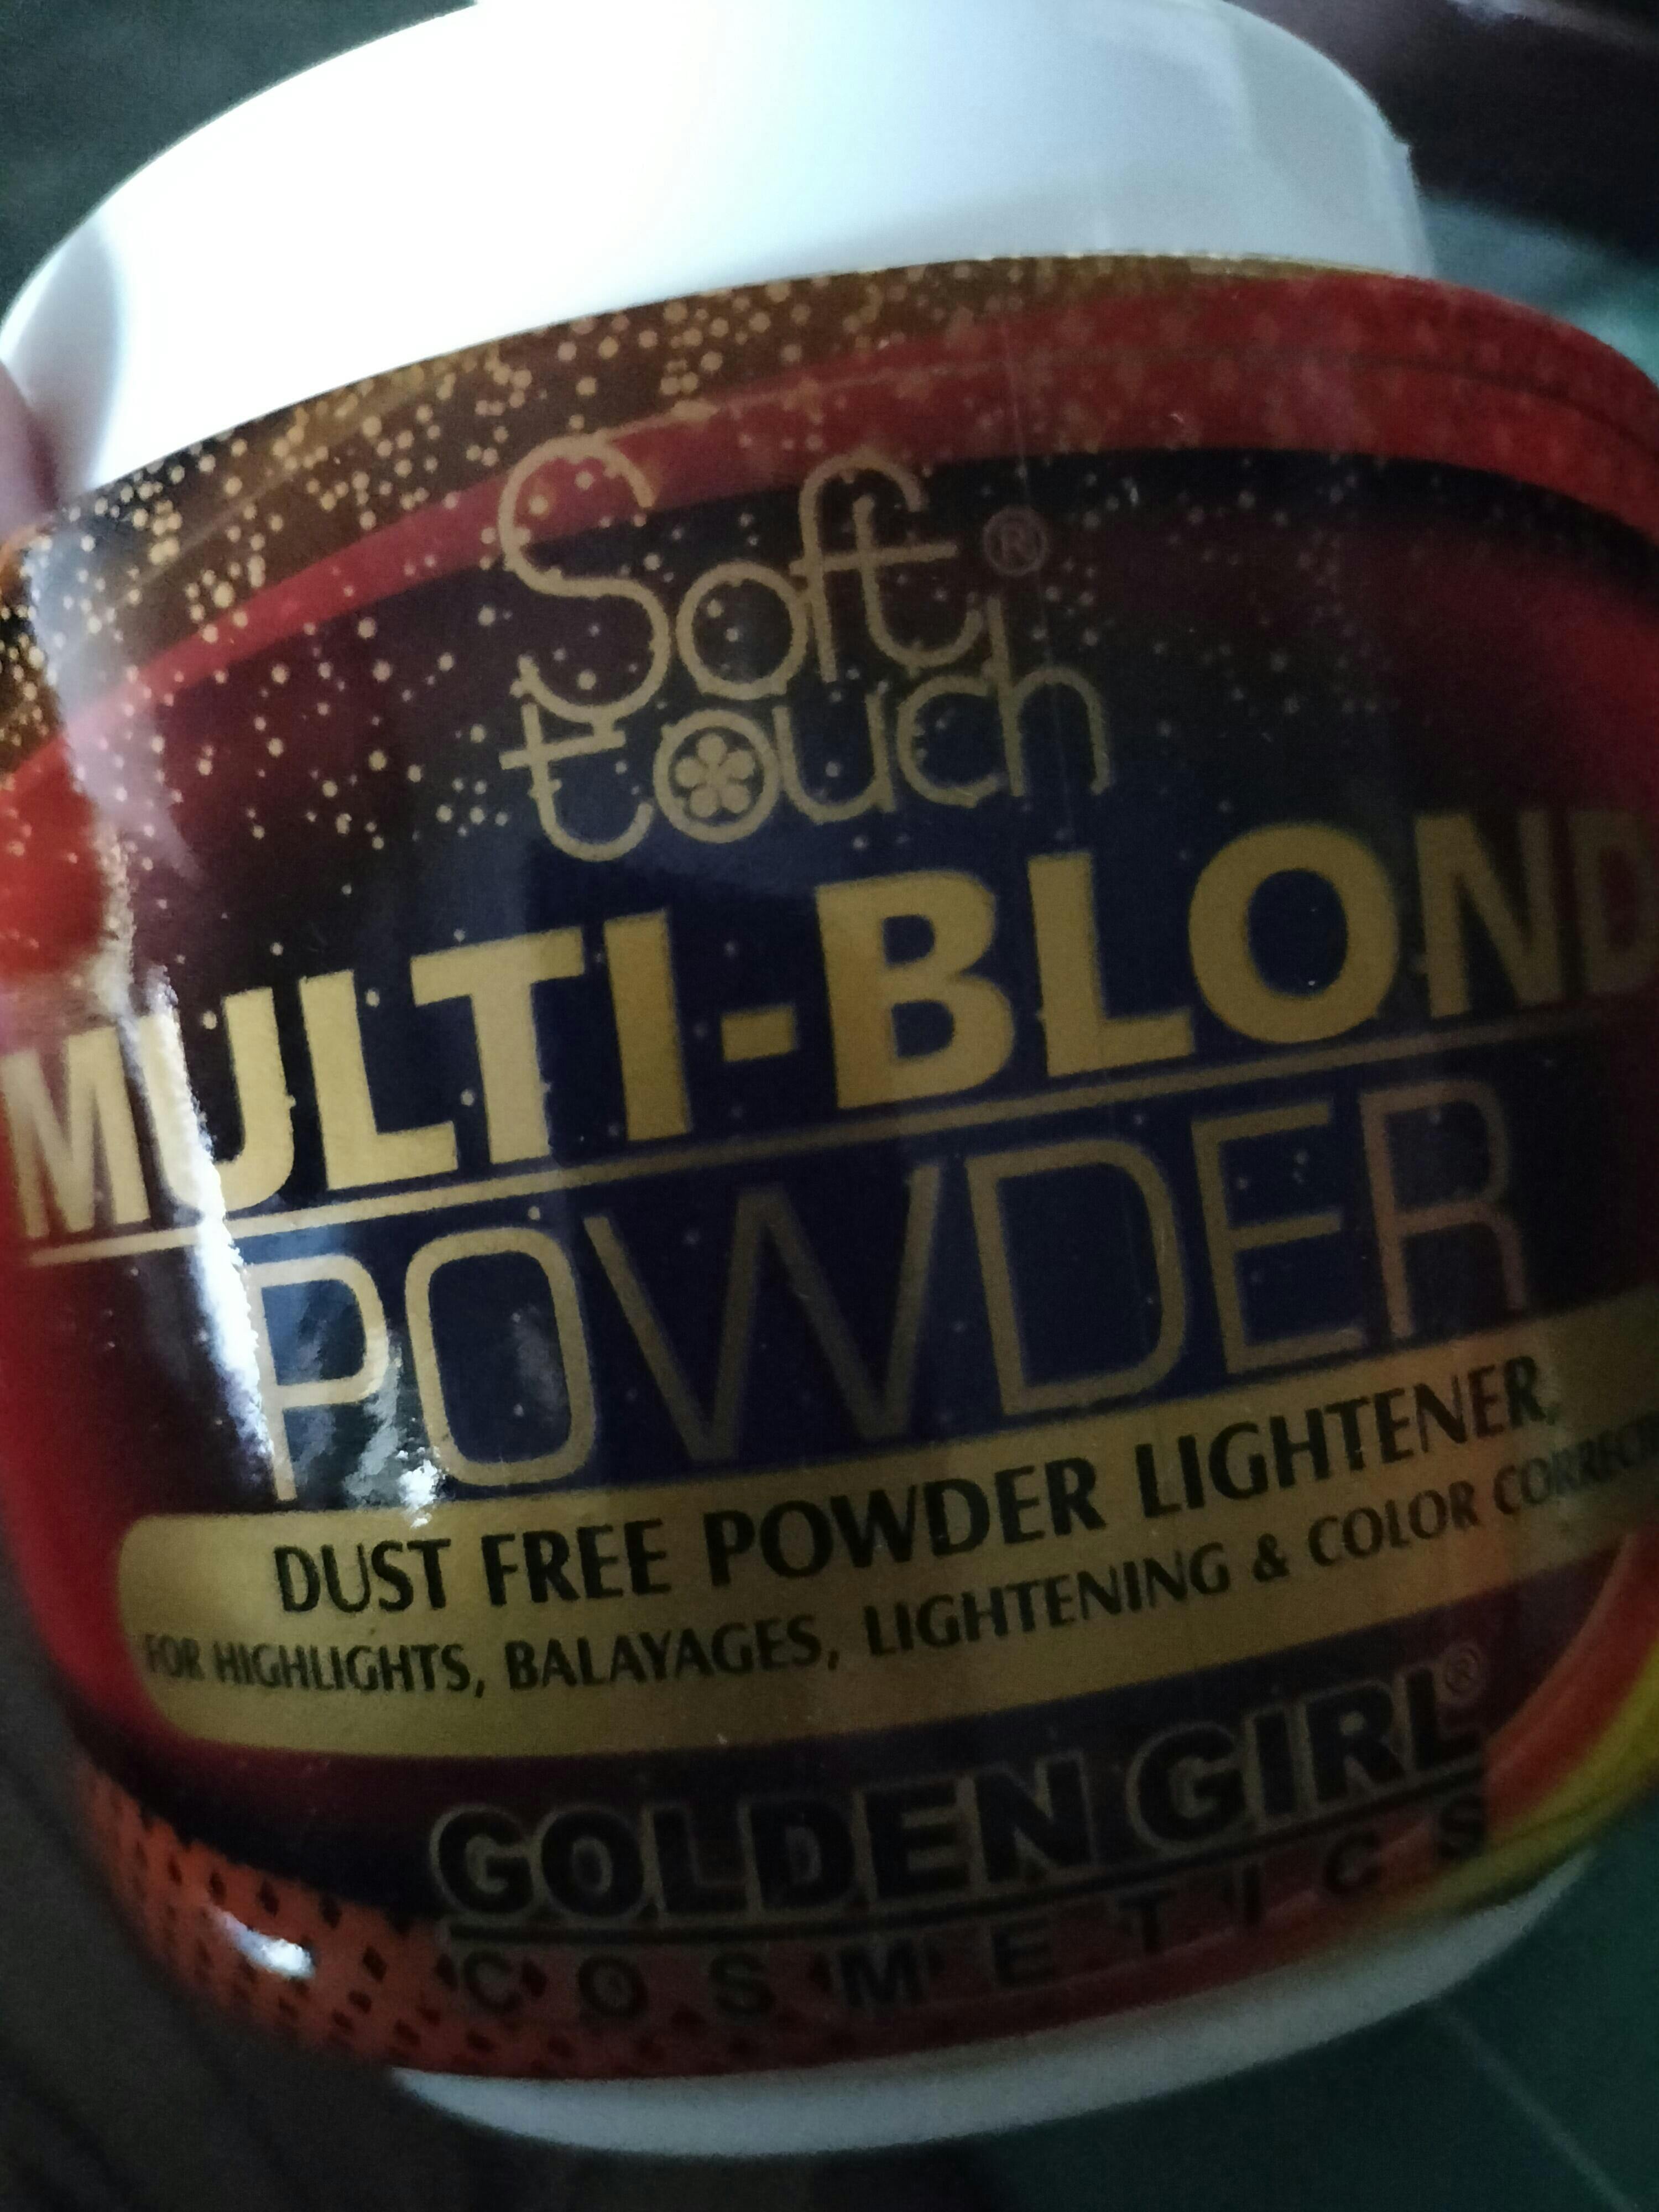 Soft ®
touch
MULTI-BLOND
POWDER
DUST FREE POWDER LIGHTENER,
FOR HIGHLIGHTS, BALAYAGES, LIGHTENING & COLOR
GOLDEN GIRL®
COSMETICS